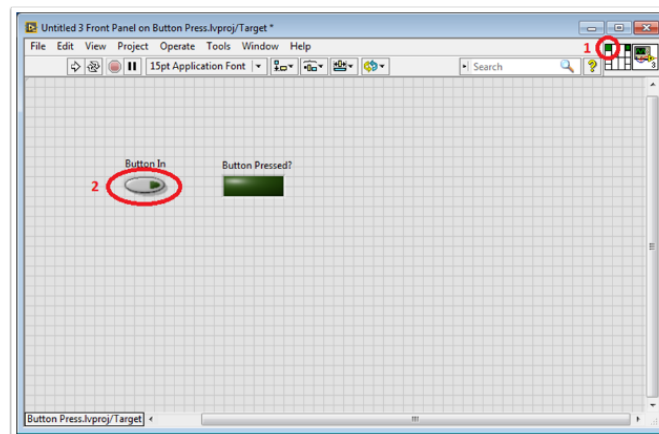 Untitled 3 Front Panel on Button Press.lvproj/Target *
File Edit View Project Operate Tools Window Help
1
15pt Application Font
Search
?
3
Button In
Button Pressed?
2
Button Press.lvproj/Target